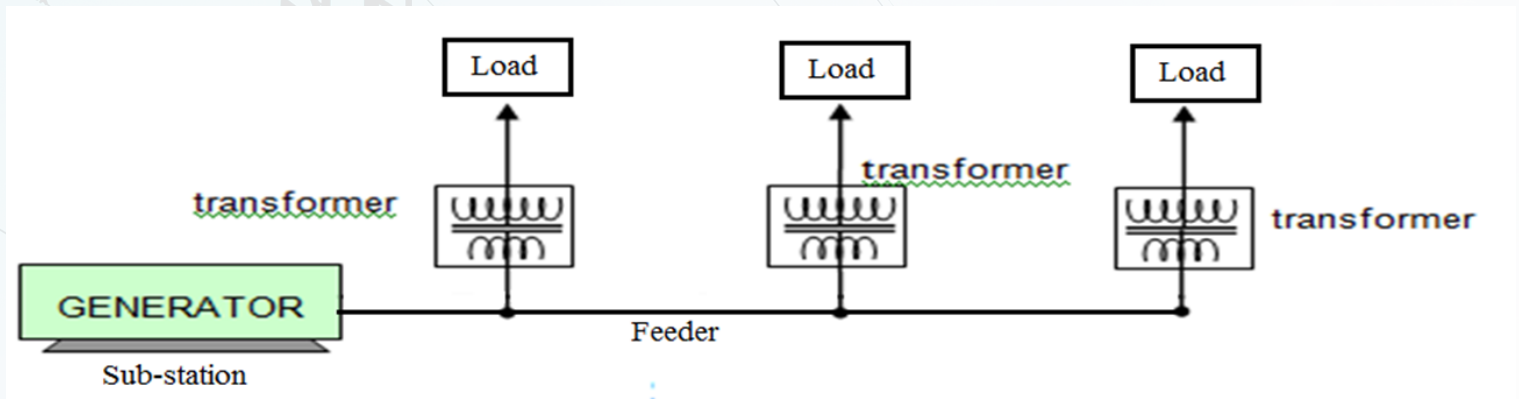 Load
Load
Load
transformer
transformer
transformer
GENERATOR
Feeder
Sub-station